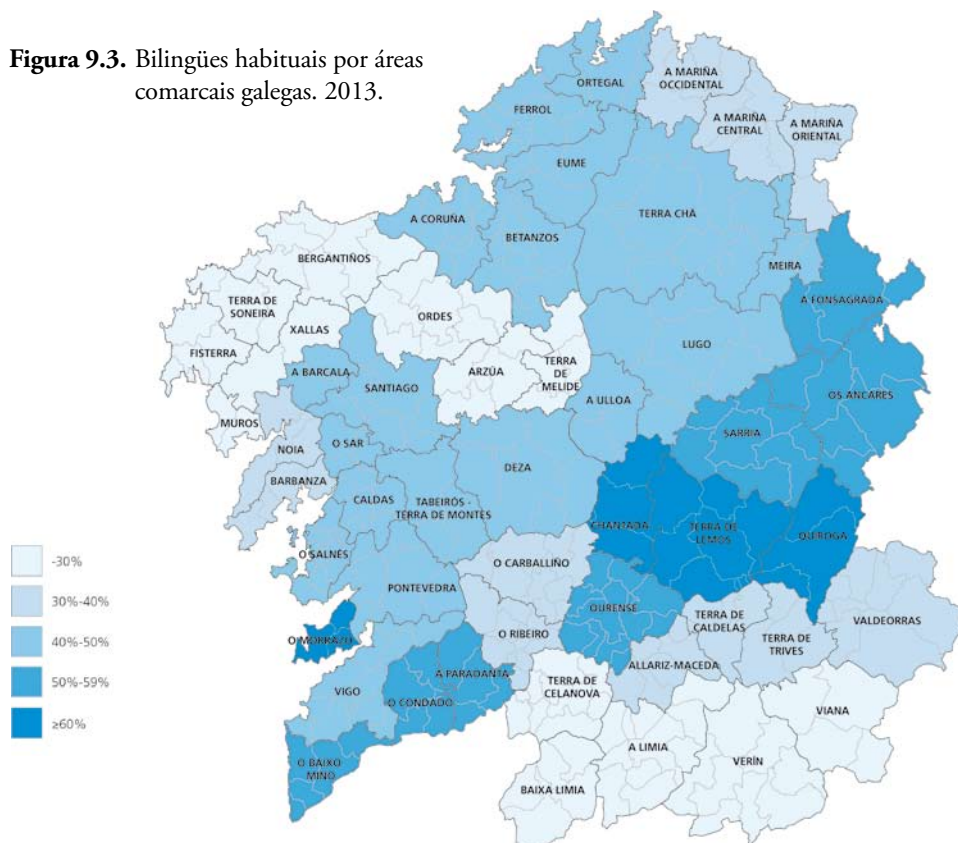 Figura 9.3. Bilingües habituais por áreas
comarcais galegas. 2013.
A MARIÑA
OCCIDENTAL
ORTEGAL
FERROL
A MARIÑA
CENTRAL
A MARIÑA
ORIENTAL
EUME
A CORUÑA
TERRA CHÁ
BETANZOS
BERGANTIÑOS
MEIRA
TERRA DE
SONEIRA
A FONSAGRADA
ORDES
XALLAS
LUGO
FISTERRA
A BARCALA
SANTIAGO
ARZÚA
TERRA
DE
MELIDE
A ULLOA
OS ANCARES
MUROS
SARRIA
NOIA
O SAR
DEZA
BARBANZA
CALDAS
TABEIRÓS -
TERRA DE MONTES
CHANTADA
TERRA DE
LEMOS
QUIROGA
O SALNÉS
O CARBALLIÑO
PONTEVEDRA
OURENSE
TERRA DE
CALDELAS
VALDEORRAS
O MORRAZO
O RIBEIRO
TERRA DE
TRIVES
ALLARIZ-MACEDA
A PARADANTA
TERRA DE
CELANOVA
VIGO
O CONDADO
VIANA
A LIMIA
O BAIXO
MIÑO
VERÍN
BAIXA LIMIA
-30%
30%-40%
40%-50%
50%-59%
≥60%